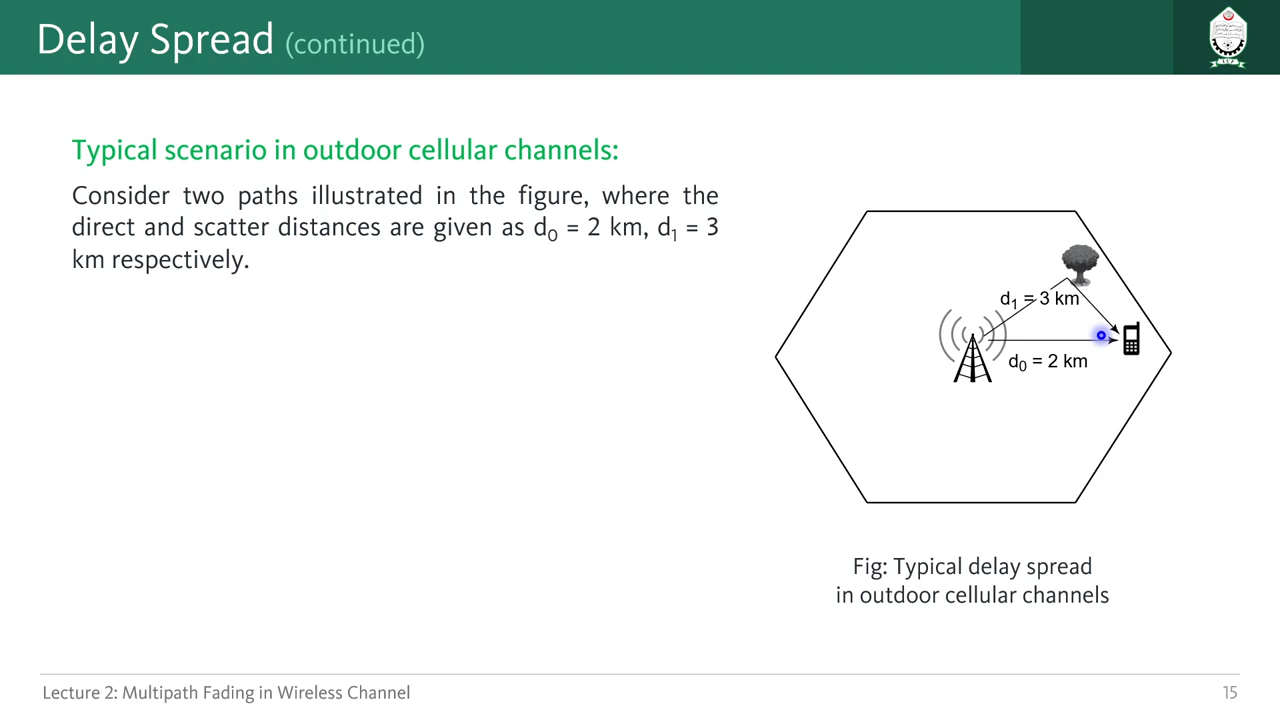 Delay Spread (continued)
Typical scenario in outdoor cellular channels:
Consider two paths illustrated in the figure, where the
direct and scatter distances are given as d0 = 2 km, d1 = 3
km respectively.
d1 = 3 km
d0 = 2 km
Fig: Typical delay spread
in outdoor cellular channels
Lecture 2: Multipath Fading in Wireless Channel
15